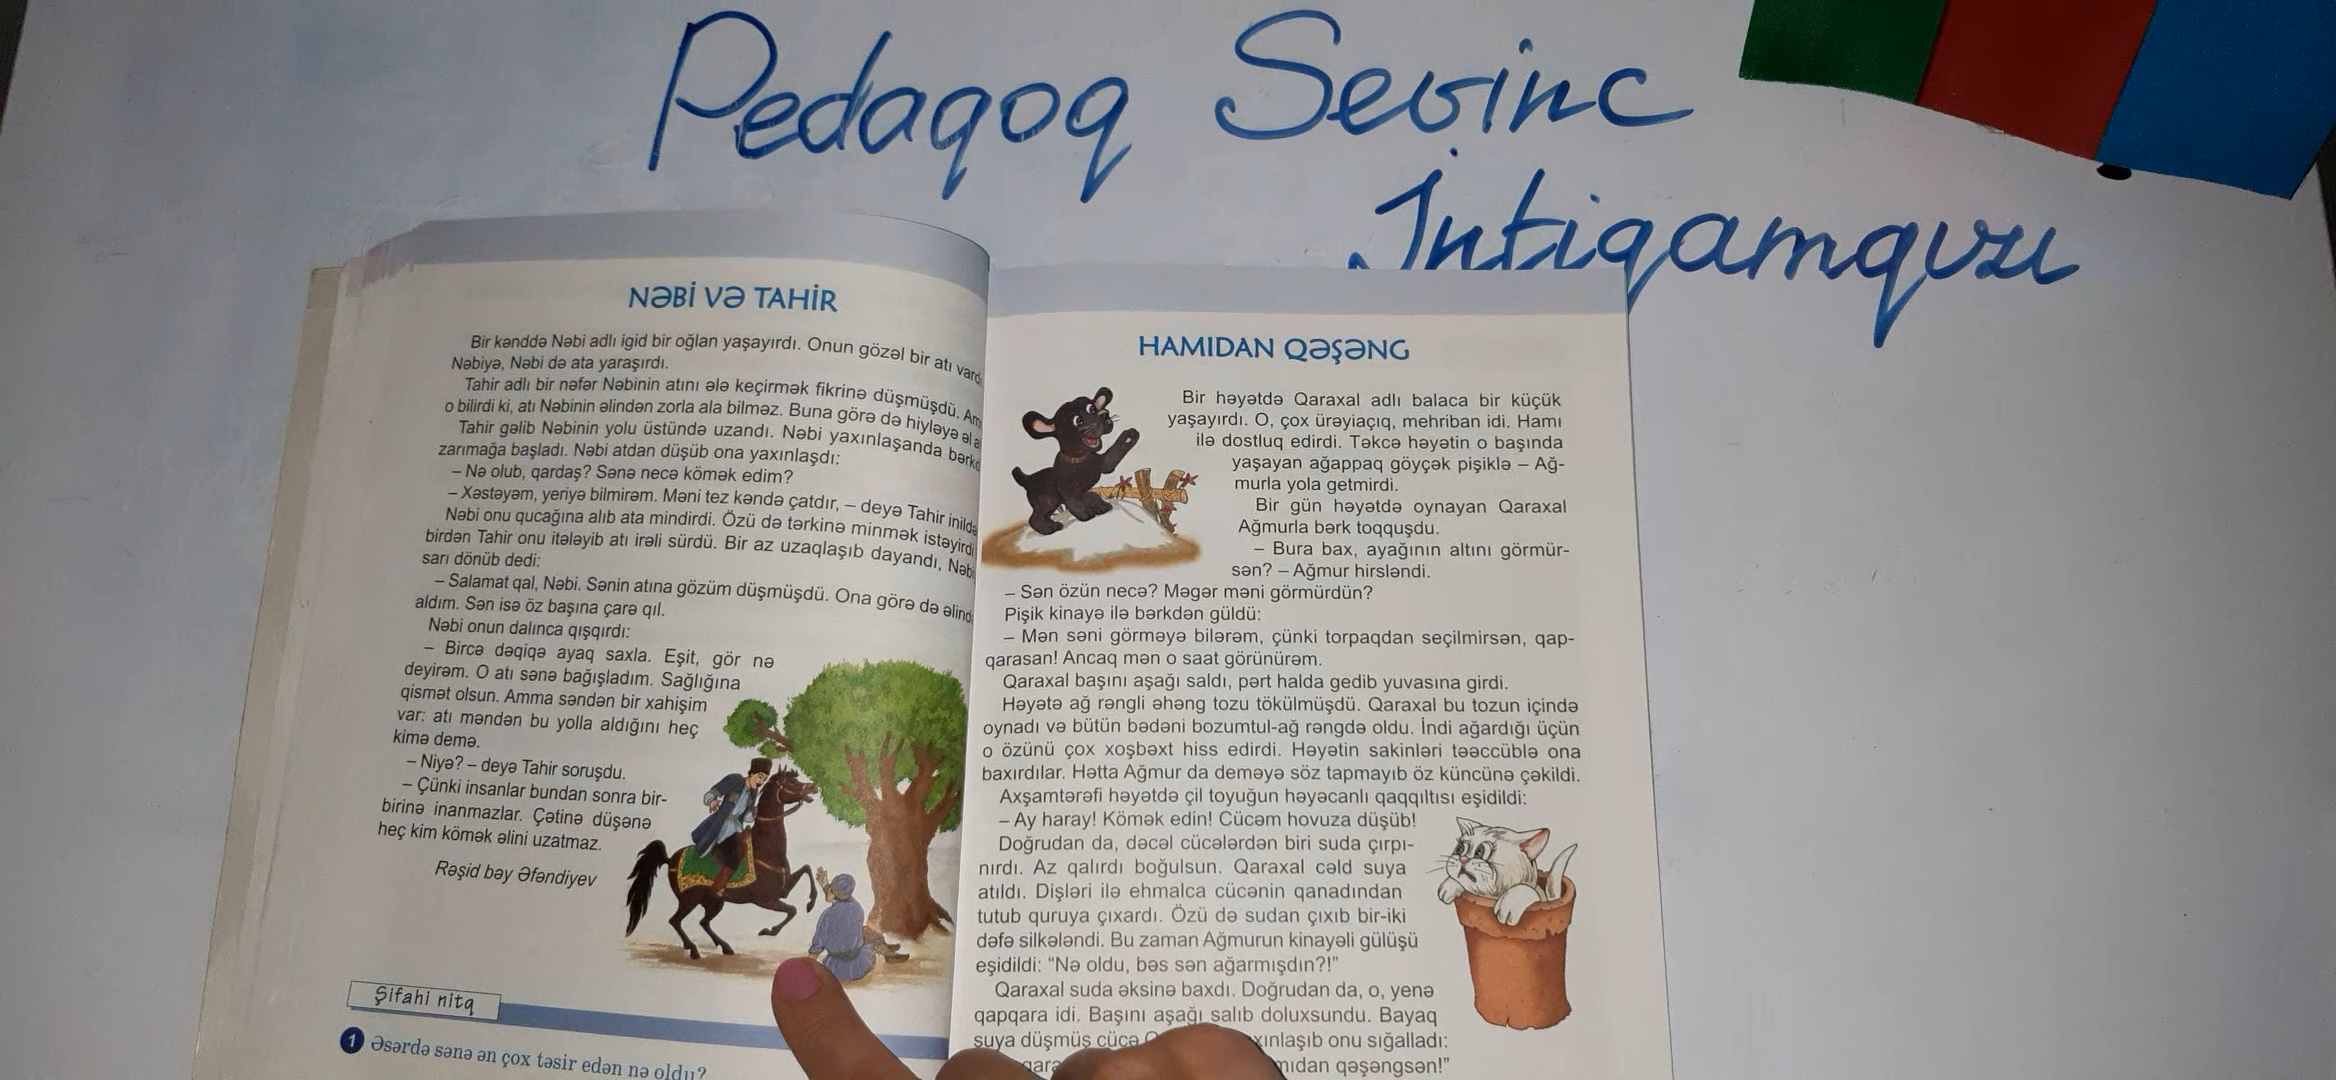 Pedaqoq Sevinc
İntiqamqızı
NƏBİ VƏ TAHİR
Bir kənddə Nəbi adlı igid bir oğlan yaşayırdı. Onun gözəl bir atı vardı
Nəbiyə, Nəbi də ata yaraşırdı.
Tahir adlı bir nəfər Nəbinin atını ələ keçirmək fikrinə düşmüşdü. Am
o bilirdi ki, atı Nəbinin əlindən zorla ala bilməz. Buna görə də hiyləyə əl a
Tahir gəlib Nəbinin yolu üstündə uzandı. Nəbi yaxınlaşanda bərkd
zarımağa başladı. Nəbi atdan düşüb ona yaxınlaşdı:
– Nə olub, qardaş? Sənə necə kömək edim?
– Xəstəyəm, yeriyə bilmirəm. Məni tez kəndə çatdır, – deyə Tahir inildə
Nəbi onu qucağına alıb ata mindirdi. Özü də tərkinə minmək istəyirdi
birdən Tahir onu itələyib atı irəli sürdü. Bir az uzaqlaşıb dayandı, Nəbi
sarı dönüb dedi:
– Salamat qal, Nəbi. Sənin atına gözüm düşmüşdü. Ona görə də əlind
aldım. Sən isə öz başına çarə qıl.
Nəbi onun dalınca qışqırdı:
– Bircə dəqiqə ayaq saxla. Eşit, gör nə
deyirəm. O atı sənə bağışladım. Sağlığına
qismət olsun. Amma səndən bir xahişim
var: atı məndən bu yolla aldığını heç
kimə demə.
– Niyə? – deyə Tahir soruşdu.
– Çünki insanlar bundan sonra bir-
birinə inanmazlar. Çətinə düşənə
heç kim kömək əlini uzatmaz.
Rəşid bəy Əfəndiyev
Şifahi nitq
1 Əsərdə sənə ən çox təsir edən nə oldu?
HAMIDAN QƏŞƏNG
Bir həyətdə Qaraxal adlı balaca bir küçük
yaşayırdı. O, çox ürəyiaçıq, mehriban idi. Hamı
ilə dostluq edirdi. Təkcə həyətin o başında
yaşayan ağappaq göyçək pişiklə – Ağ-
murla yola getmirdi.
Bir gün həyətdə oynayan Qaraxal
Ağmurla bərk toqquşdu.
– Bura bax, ayağının altını görmür-
sən? – Ağmur hirsləndi.
– Sən özün necə? Məgər məni görmürdün?
Pişik kinayə ilə bərkdən güldü:
– Mən səni görməyə bilərəm, çünki torpaqdan seçilmirsən, qap-
qarasan! Ancaq mən o saat görünürəm.
Qaraxal başını aşağı saldı, pərt halda gedib yuvasına girdi.
Həyətə ağ rəngli əhəng tozu tökülmüşdü. Qaraxal bu tozun içində
oynadı və bütün bədəni bozumtul-ağ rəngdə oldu. İndi ağardığı üçün
o özünü çox xoşbəxt hiss edirdi. Həyətin sakinləri təəccüblə ona
baxırdılar. Hətta Ağmur da deməyə söz tapmayıb öz küncünə çəkildi.
Axşamtərəfi həyətdə çil toyuğun həyəcanlı qaqqıltısı eşidildi:
– Ay haray! Kömək edin! Cücəm hovuza düşüb!
Doğrudan da, dəcəl cücələrdən biri suda çırpı-
nırdı. Az qalırdı boğulsun. Qaraxal cəld suya
atıldı. Dişləri ilə ehmalca cücənin qanadından
tutub quruya çıxardı. Özü də sudan çıxıb bir-iki
dəfə silkələndi. Bu zaman Ağmurun kinayəli gülüşü
eşidildi: “Nə oldu, bəs sən ağarmışdın?!”
Qaraxal suda əksinə baxdı. Doğrudan da, o, yenə
qapqara idi. Başını aşağı salıb doluxsundu. Bayaq
suya düşmüş cücə xınlaşıb onu sığalladı:
mıdan qəşəngsən!”